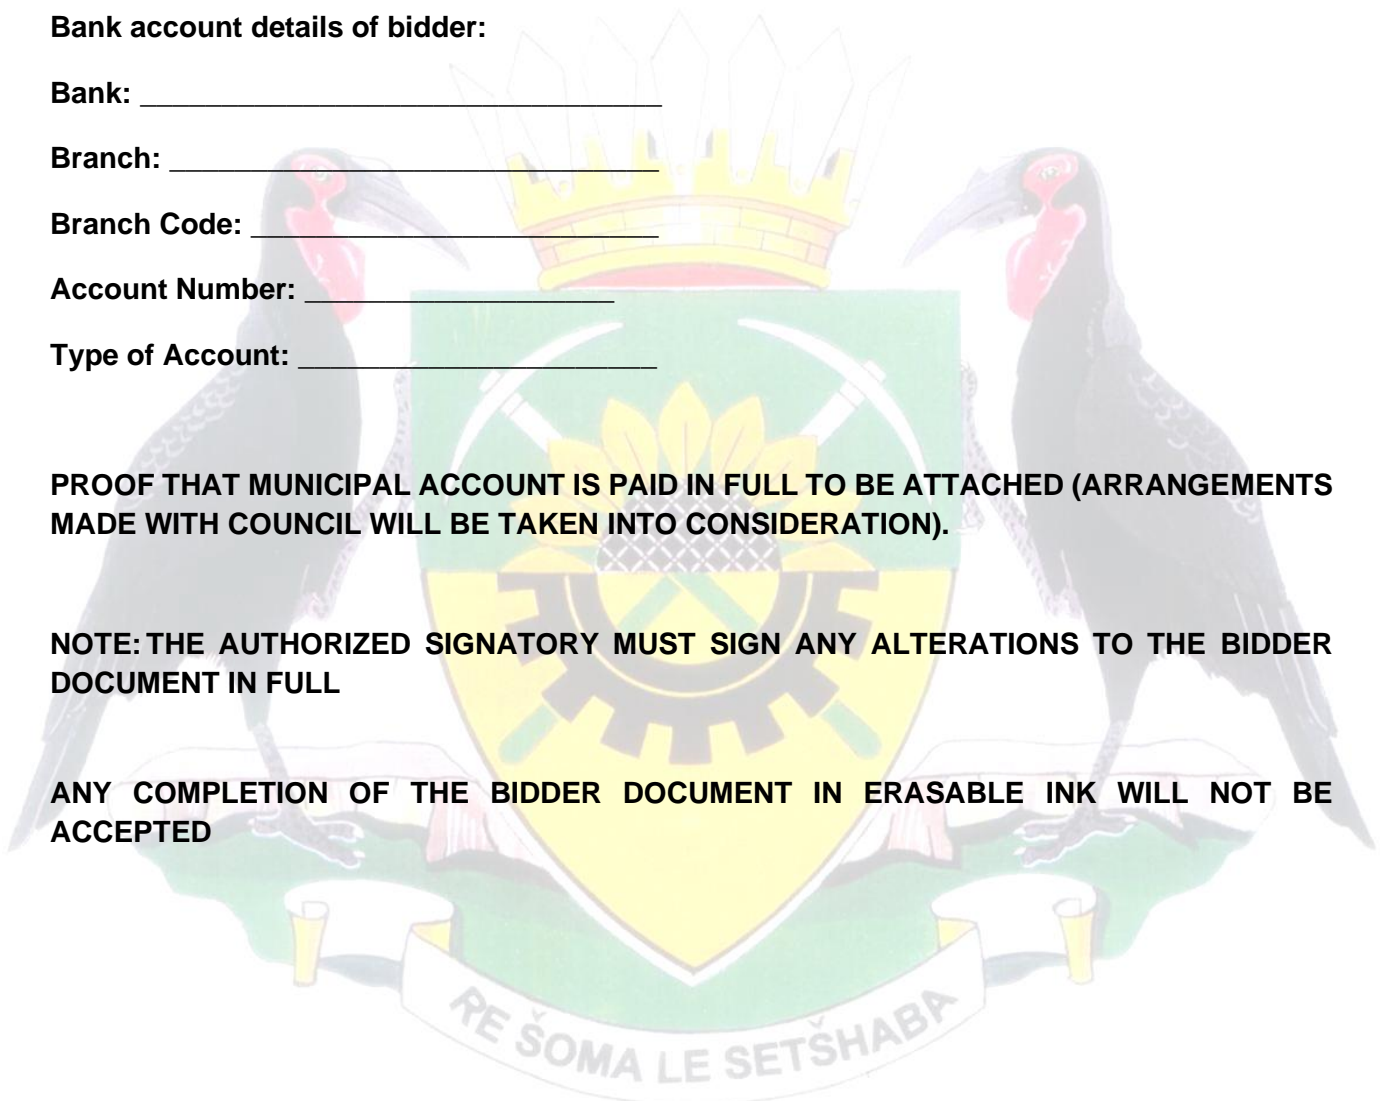 Bank account details of bidder:
Bank: ________________________________
Branch: ______________________________
Branch Code: _________________________
Account Number: ___________________
Type of Account: ______________________
PROOF THAT MUNICIPAL ACCOUNT IS PAID IN FULL TO BE ATTACHED (ARRANGEMENTS
MADE WITH COUNCIL WILL BE TAKEN INTO CONSIDERATION).
NOTE: THE AUTHORIZED SIGNATORY MUST SIGN ANY ALTERATIONS TO THE BIDDER
DOCUMENT IN FULL
ANY COMPLETION OF THE BIDDER DOCUMENT IN ERASABLE INK WILL NOT BE
ACCEPTED
RE ŠOMA LE SETŠHABA